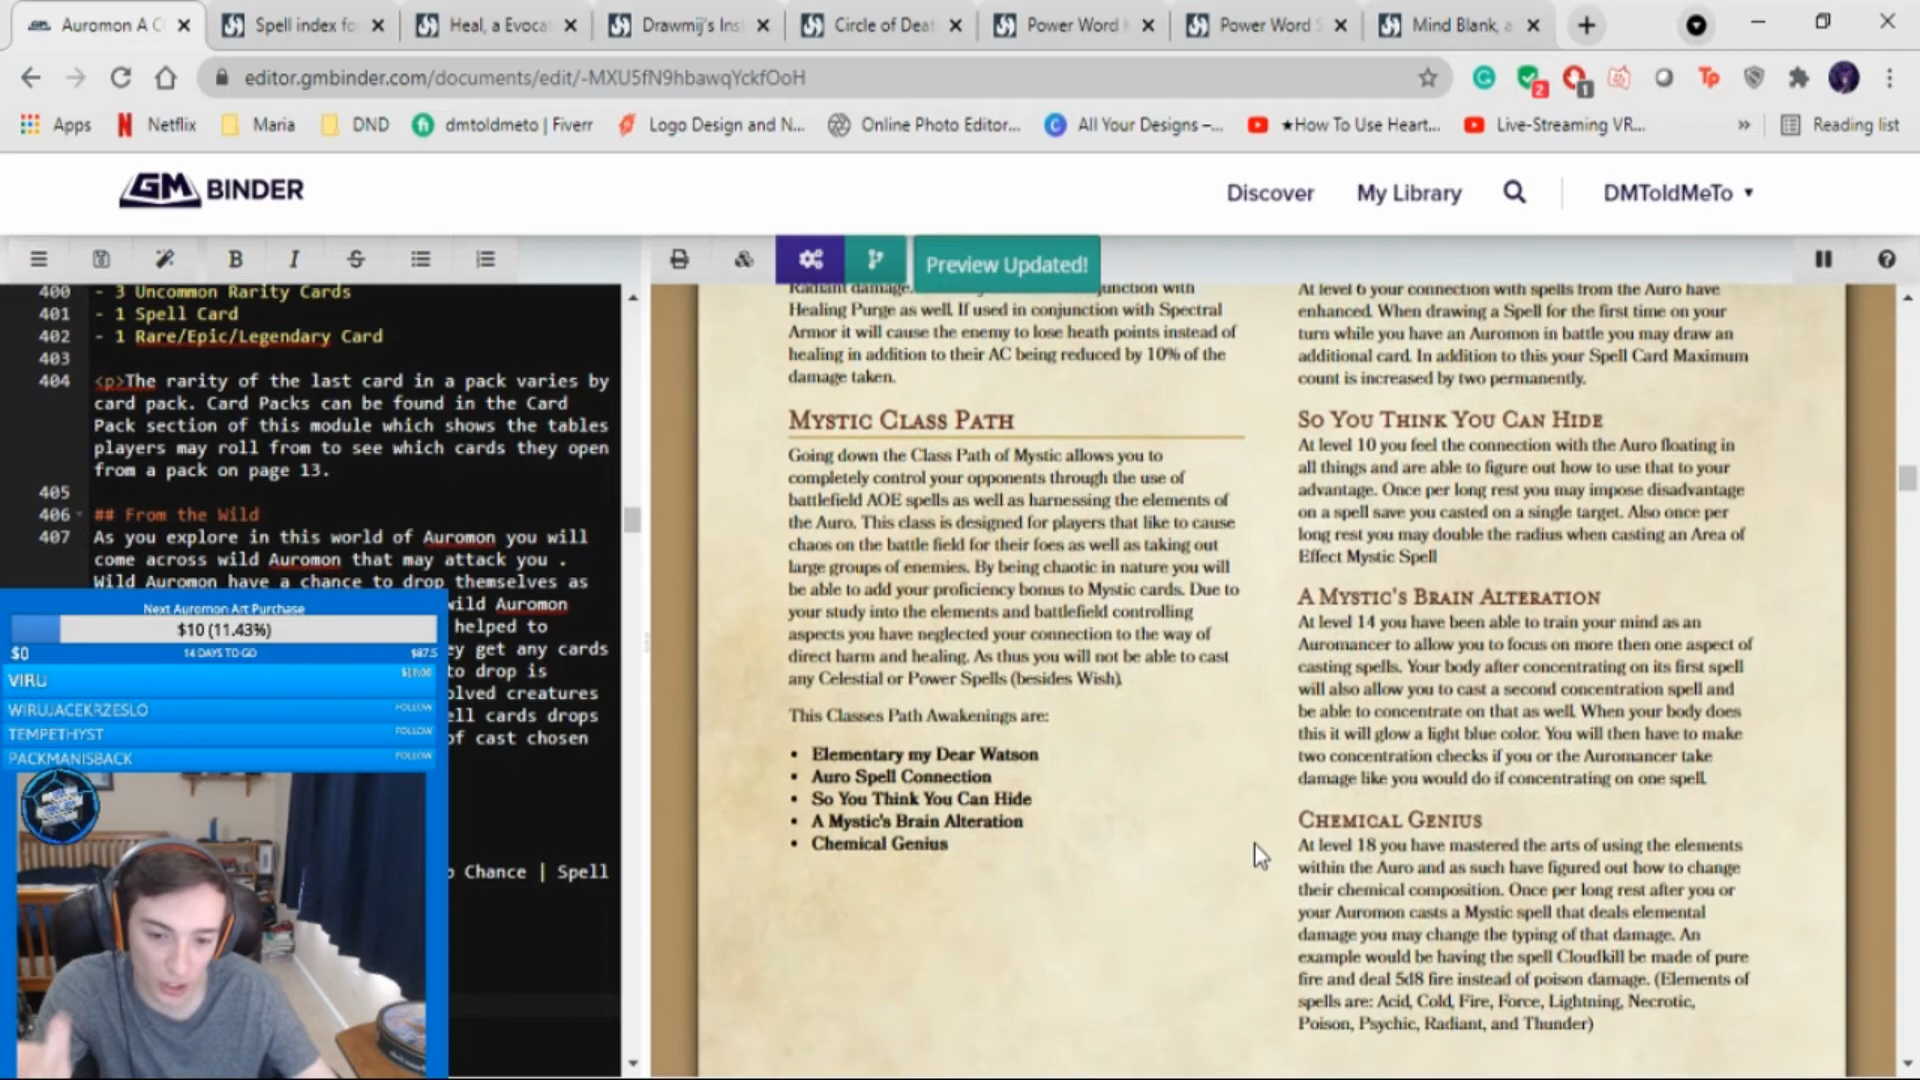 Auromon A C
Spell index fo
Heal, a Evocat
Drawmij's Ins
Circle of Deat
Power Word
Power Word S
Mind Blank, a
editor.gmbinder.com/documents/edit/-MXU5fN9hbawqYckfOoH
Apps
Netflix
Maria
DND
dmtoldmeto | Fiverr
Logo Design and N...
Online Photo Editor...
All Your Designs –...
★How To Use Heart...
Live-Streaming VR...
»
Reading list
GM BINDER
Discover
My Library
DMToldMeTo
B I S
Preview Updated!
400 - 3 Uncommon Rarity Cards
401 - 1 Spell Card
402 - 1 Rare/Epic/Legendary Card
403
404 <p>The rarity of the last card in a pack varies by
card pack. Card Packs can be found in the Card
Pack section of this module which shows the tables
players may roll from to see which cards they open
from a pack on page 13.
405
406 ## From the Wild
407 As you explore in this world of Auromon you will
come across wild Auromon that may attack you .
Wild Auromon have a chance to drop themselves as
wild Auromon
helped to
ey get any cards
to drop is
olved creatures
ell cards drops
of cast chosen
Chance | Spell
Next Auromon Art Purchase
$10 (11.43%)
$0
14 DAYS TO GO
$87.5
VIRU
$10.00
WIRUJACEKRZESLO
FOLLOW
TEMPETHYST
FOLLOW
PACKMANISBACK
FOLLOW
Radiant damage. junction with
Healing Purge as well. If used in conjunction with Spectral
Armor it will cause the enemy to lose heath points instead of
healing in addition to their AC being reduced by 10% of the
damage taken.
Mystic Class Path
Going down the Class Path of Mystic allows you to
completely control your opponents through the use of
battlefield AOE spells as well as harnessing the elements of
the Auro. This class is designed for players that like to cause
chaos on the battle field for their foes as well as taking out
large groups of enemies. By being chaotic in nature you will
be able to add your proficiency bonus to Mystic cards. Due to
your study into the elements and battlefield controlling
aspects you have neglected your connection to the way of
direct harm and healing. As thus you will not be able to cast
any Celestial or Power Spells (besides Wish).
This Classes Path Awakenings are:
• Elementary my Dear Watson
• Auro Spell Connection
• So You Think You Can Hide
• A Mystic's Brain Alteration
• Chemical Genius
At level 6 your connection with spells from the Auro have
enhanced. When drawing a Spell for the first time on your
turn while you have an Auromon in battle you may draw an
additional card. In addition to this your Spell Card Maximum
count is increased by two permanently.
So You Think You Can Hide
At level 10 you feel the connection with the Auro floating in
all things and are able to figure out how to use that to your
advantage. Once per long rest you may impose disadvantage
on a spell save you casted on a single target. Also once per
long rest you may double the radius when casting an Area of
Effect Mystic Spell
A Mystic's Brain Alteration
At level 14 you have been able to train your mind as an
Auromancer to allow you to focus on more then one aspect of
casting spells. Your body after concentrating on its first spell
will also allow you to cast a second concentration spell and
be able to concentrate on that as well. When your body does
this it will glow a light blue color. You will then have to make
two concentration checks if you or the Auromancer take
damage like you would do if concentrating on one spell.
Chemical Genius
At level 18 you have mastered the arts of using the elements
within the Auro and as such have figured out how to change
their chemical composition. Once per long rest after you or
your Auromon casts a Mystic spell that deals elemental
damage you may change the typing of that damage. An
example would be having the spell Cloudkill be made of pure
fire and deal 5d8 fire instead of poison damage. (Elements of
spells are: Acid, Cold, Fire, Force, Lightning, Necrotic,
Poison, Psychic, Radiant, and Thunder)